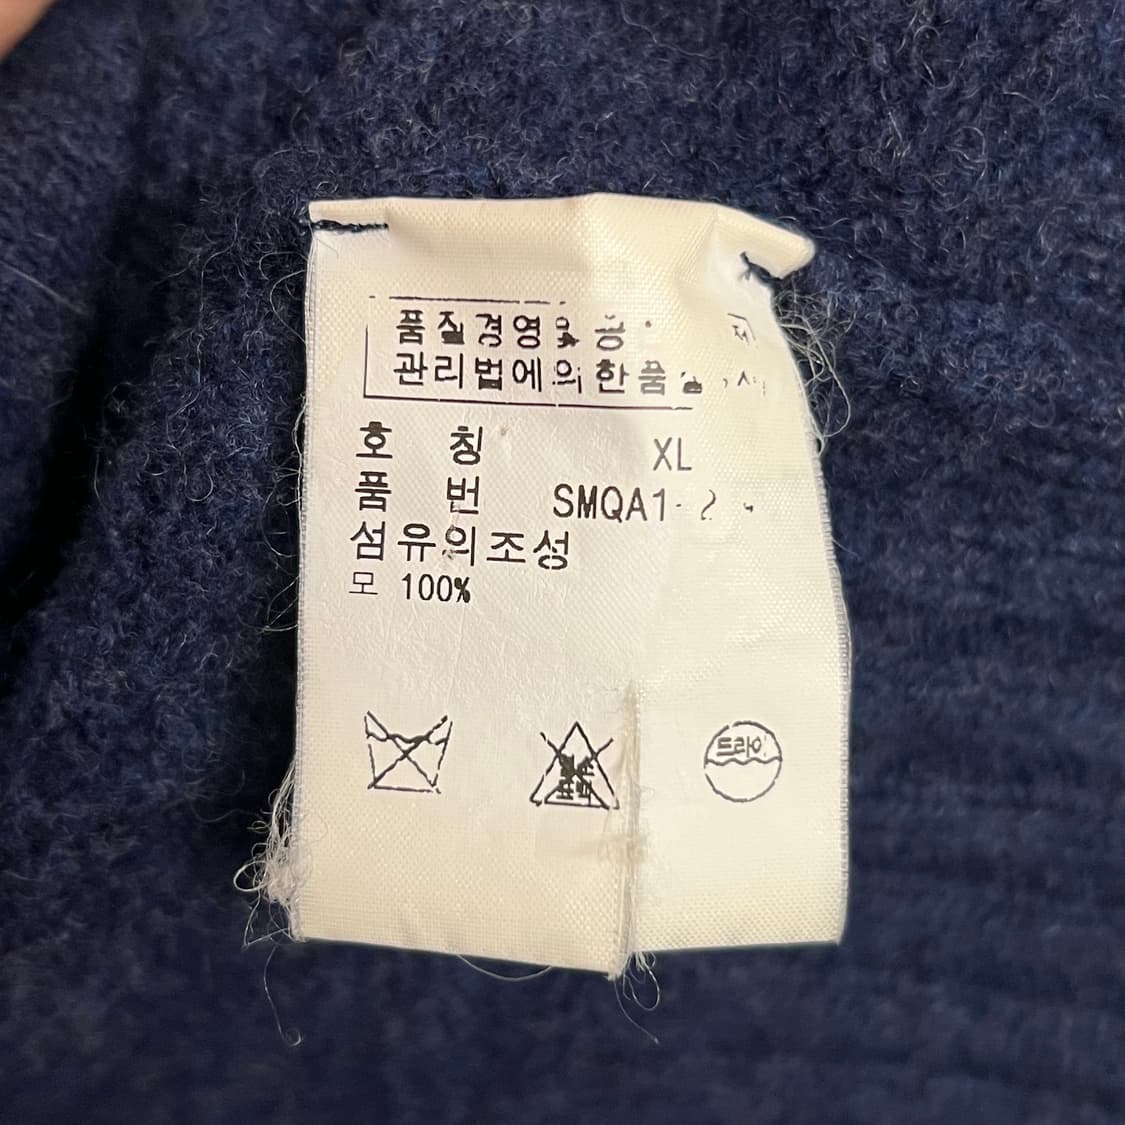 품질경영및공
관리법에의한품
호 칭 XL
품 번 SMQA1
섬유의조성
모 100%
드라이